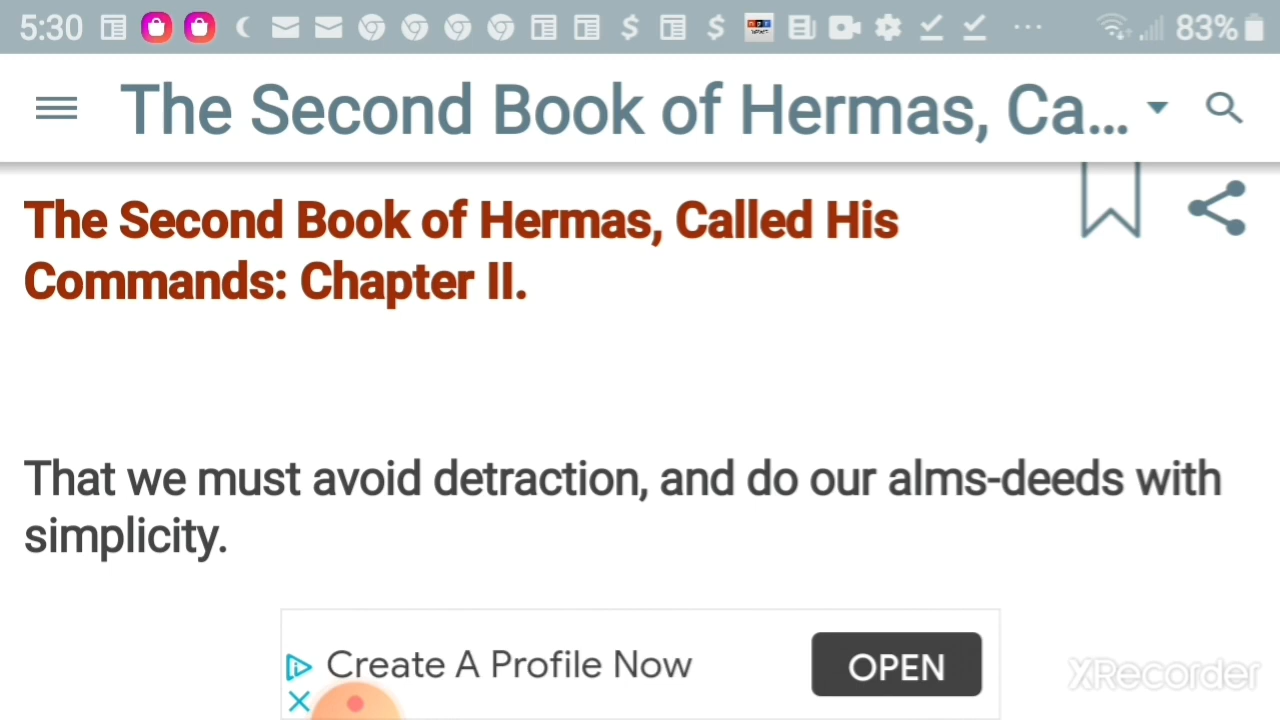 5:30 83%
The Second Book of Hermas, Ca...
The Second Book of Hermas, Called His
Commands: Chapter II.
That we must avoid detraction, and do our alms-deeds with
simplicity.
Create A Profile Now OPEN
XRecorder